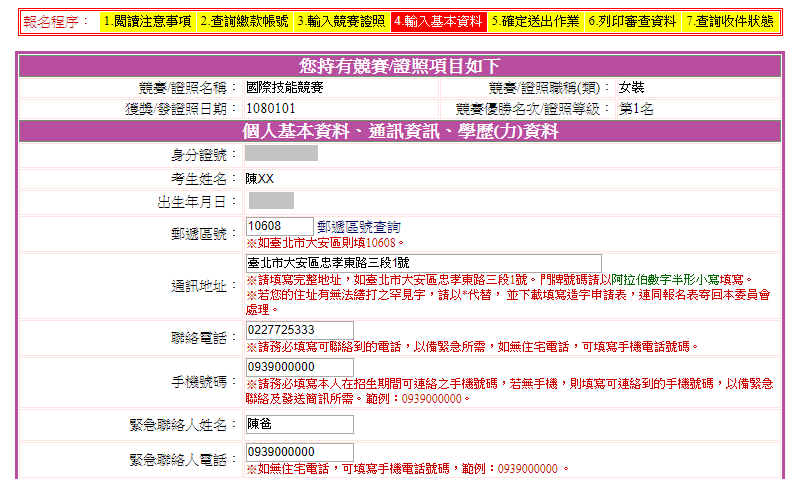 報名程序： 1.閱讀注意事項 2.查詢繳款帳號 3.輸入競賽證照 4.輸入基本資料 5.確定送出作業 6.列印審查資料 7.查詢收件狀態
您持有競賽/證照項目如下
競賽/證照名稱： 國際技能競賽 競賽/證照職稱(類)： 女裝
獲獎/發證照日期： 1080101 競賽優勝名次/證照等級： 第1名
個人基本資料、通訊資訊、學歷(力)資料
身分證號：
考生姓名： 陳XX
出生年月日：
郵遞區號： 10608 郵遞區號查詢
※如臺北市大安區則填10608。
通訊地址： 臺北市大安區忠孝東路三段1號
※請填寫完整地址，如臺北市大安區忠孝東路三段1號。門牌號碼請以阿拉伯數字半形小寫填寫。
※若您的住址有無法繕打之罕見字，請以*代替， 並下載填寫造字申請表，連同報名表寄回本委員會
處理。
聯絡電話： 0227725333
※請務必填寫可聯絡到的電話，以備緊急所需，如無住宅電話，可填寫手機電話號碼。
手機號碼： 0939000000
※請務必填寫本人在招生期間可連絡之手機號碼，若無手機，則填寫可連絡到的手機號碼，以備緊急
聯絡及發送簡訊所需。範例：0939000000。
緊急聯絡人姓名： 陳爸
緊急聯絡人電話： 0939000000
※如無住宅電話，可填寫手機電話號碼，範例：0939000000 。